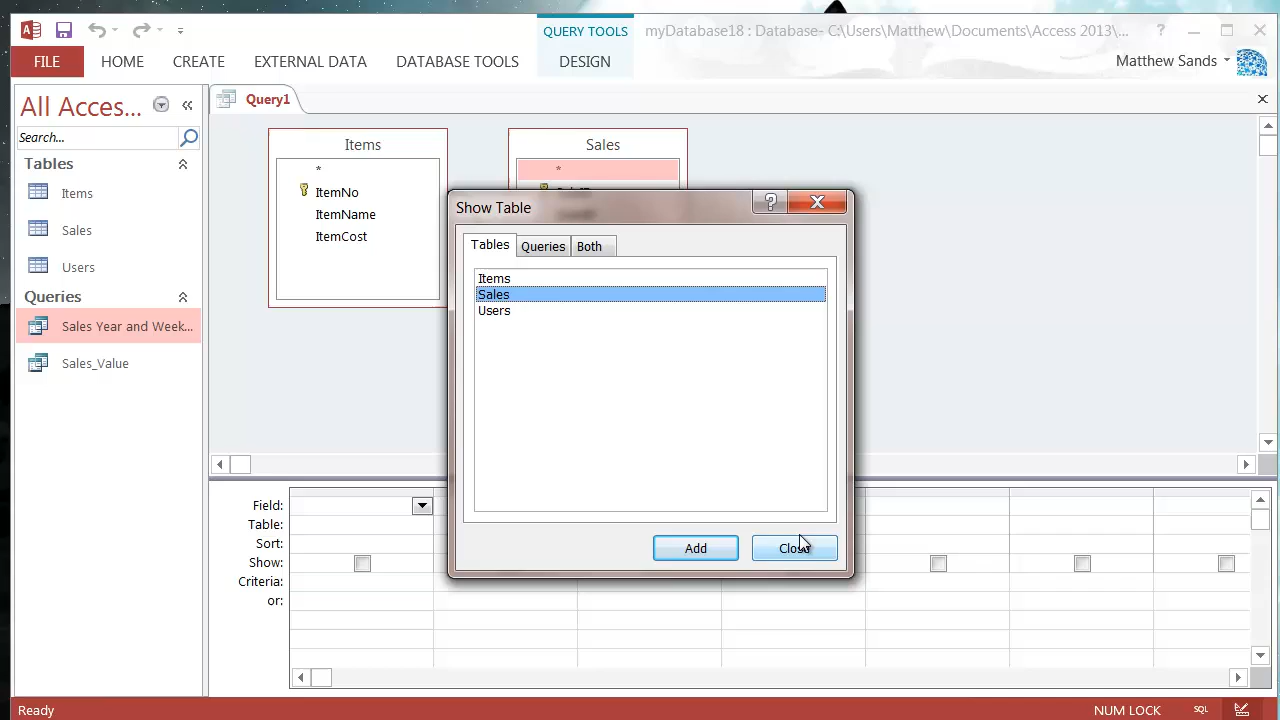 QUERY TOOLS
myDatabase18 : Database- C:\Users\Matthew\Documents\Access 2013\...
?
FILE
HOME
CREATE
EXTERNAL DATA
DATABASE TOOLS
DESIGN
Matthew Sands
All Acces...
Search...
Tables
Items
Sales
Users
Queries
Sales Year and Week...
Sales_Value
Query1
Items
*
ItemNo
ItemName
ItemCost
Sales
*
Show Table
?
Tables
Queries
Both
Items
Sales
Users
Add
Close
Field:
Table:
Sort:
Show:
Criteria:
or:
Ready
NUM LOCK
SQL